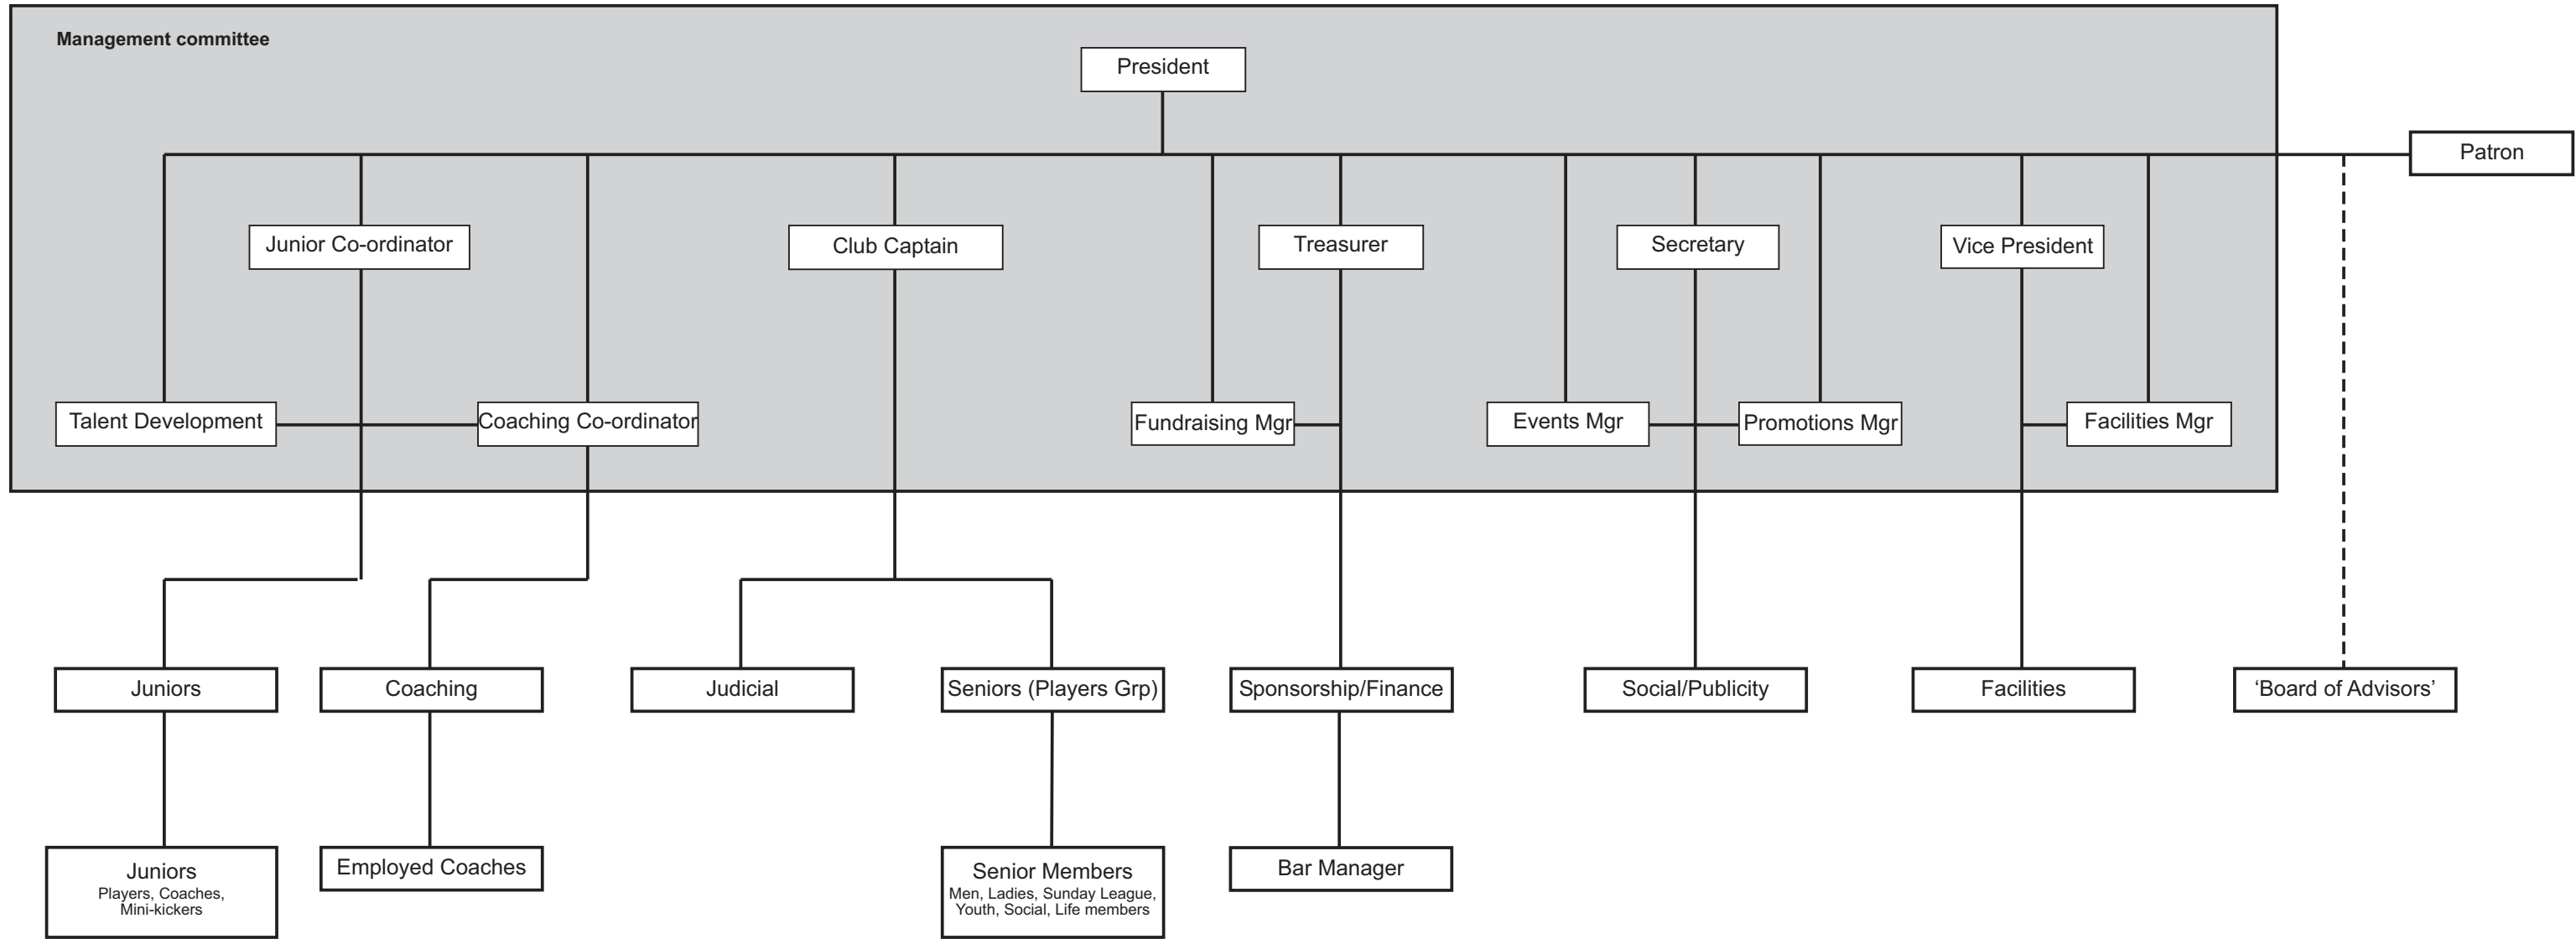 Management committee
President
Patron
Junior Co-ordinator
Club Captain
Treasurer
Secretary
Vice President
Talent Development
Coaching Co-ordinator
Fundraising Mgr
Events Mgr
Promotions Mgr
Facilities Mgr
Juniors
Coaching
Judicial
Seniors (Players Grp)
Sponsorship/Finance
Social/Publicity
Facilities
‘Board of Advisors’
Juniors
Players, Coaches,
Mini-kickers
Employed Coaches
Senior Members
Men, Ladies, Sunday League,
Youth, Social, Life members
Bar Manager